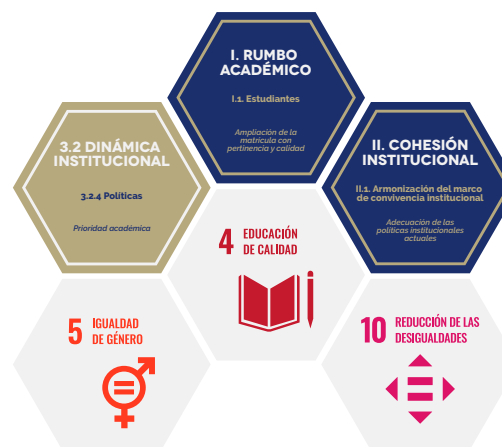 I. RUMBO
ACADÉMICO
I.1. Estudiantes
Ampliación de la
matrícula con
pertinencia y calidad
3.2 DINÁMICA
INSTITUCIONAL
3.2.4 Políticas
Prioridad académica
II. COHESIÓN
INSTITUCIONAL
II.1. Armonización del marco
de convivencia institucional
Adecuación de las
políticas institucionales
actuales
4 EDUCACIÓN
DE CALIDAD
5 IGUALDAD
DE GÉNERO
10 REDUCCIÓN DE LAS
DESIGUALDADES